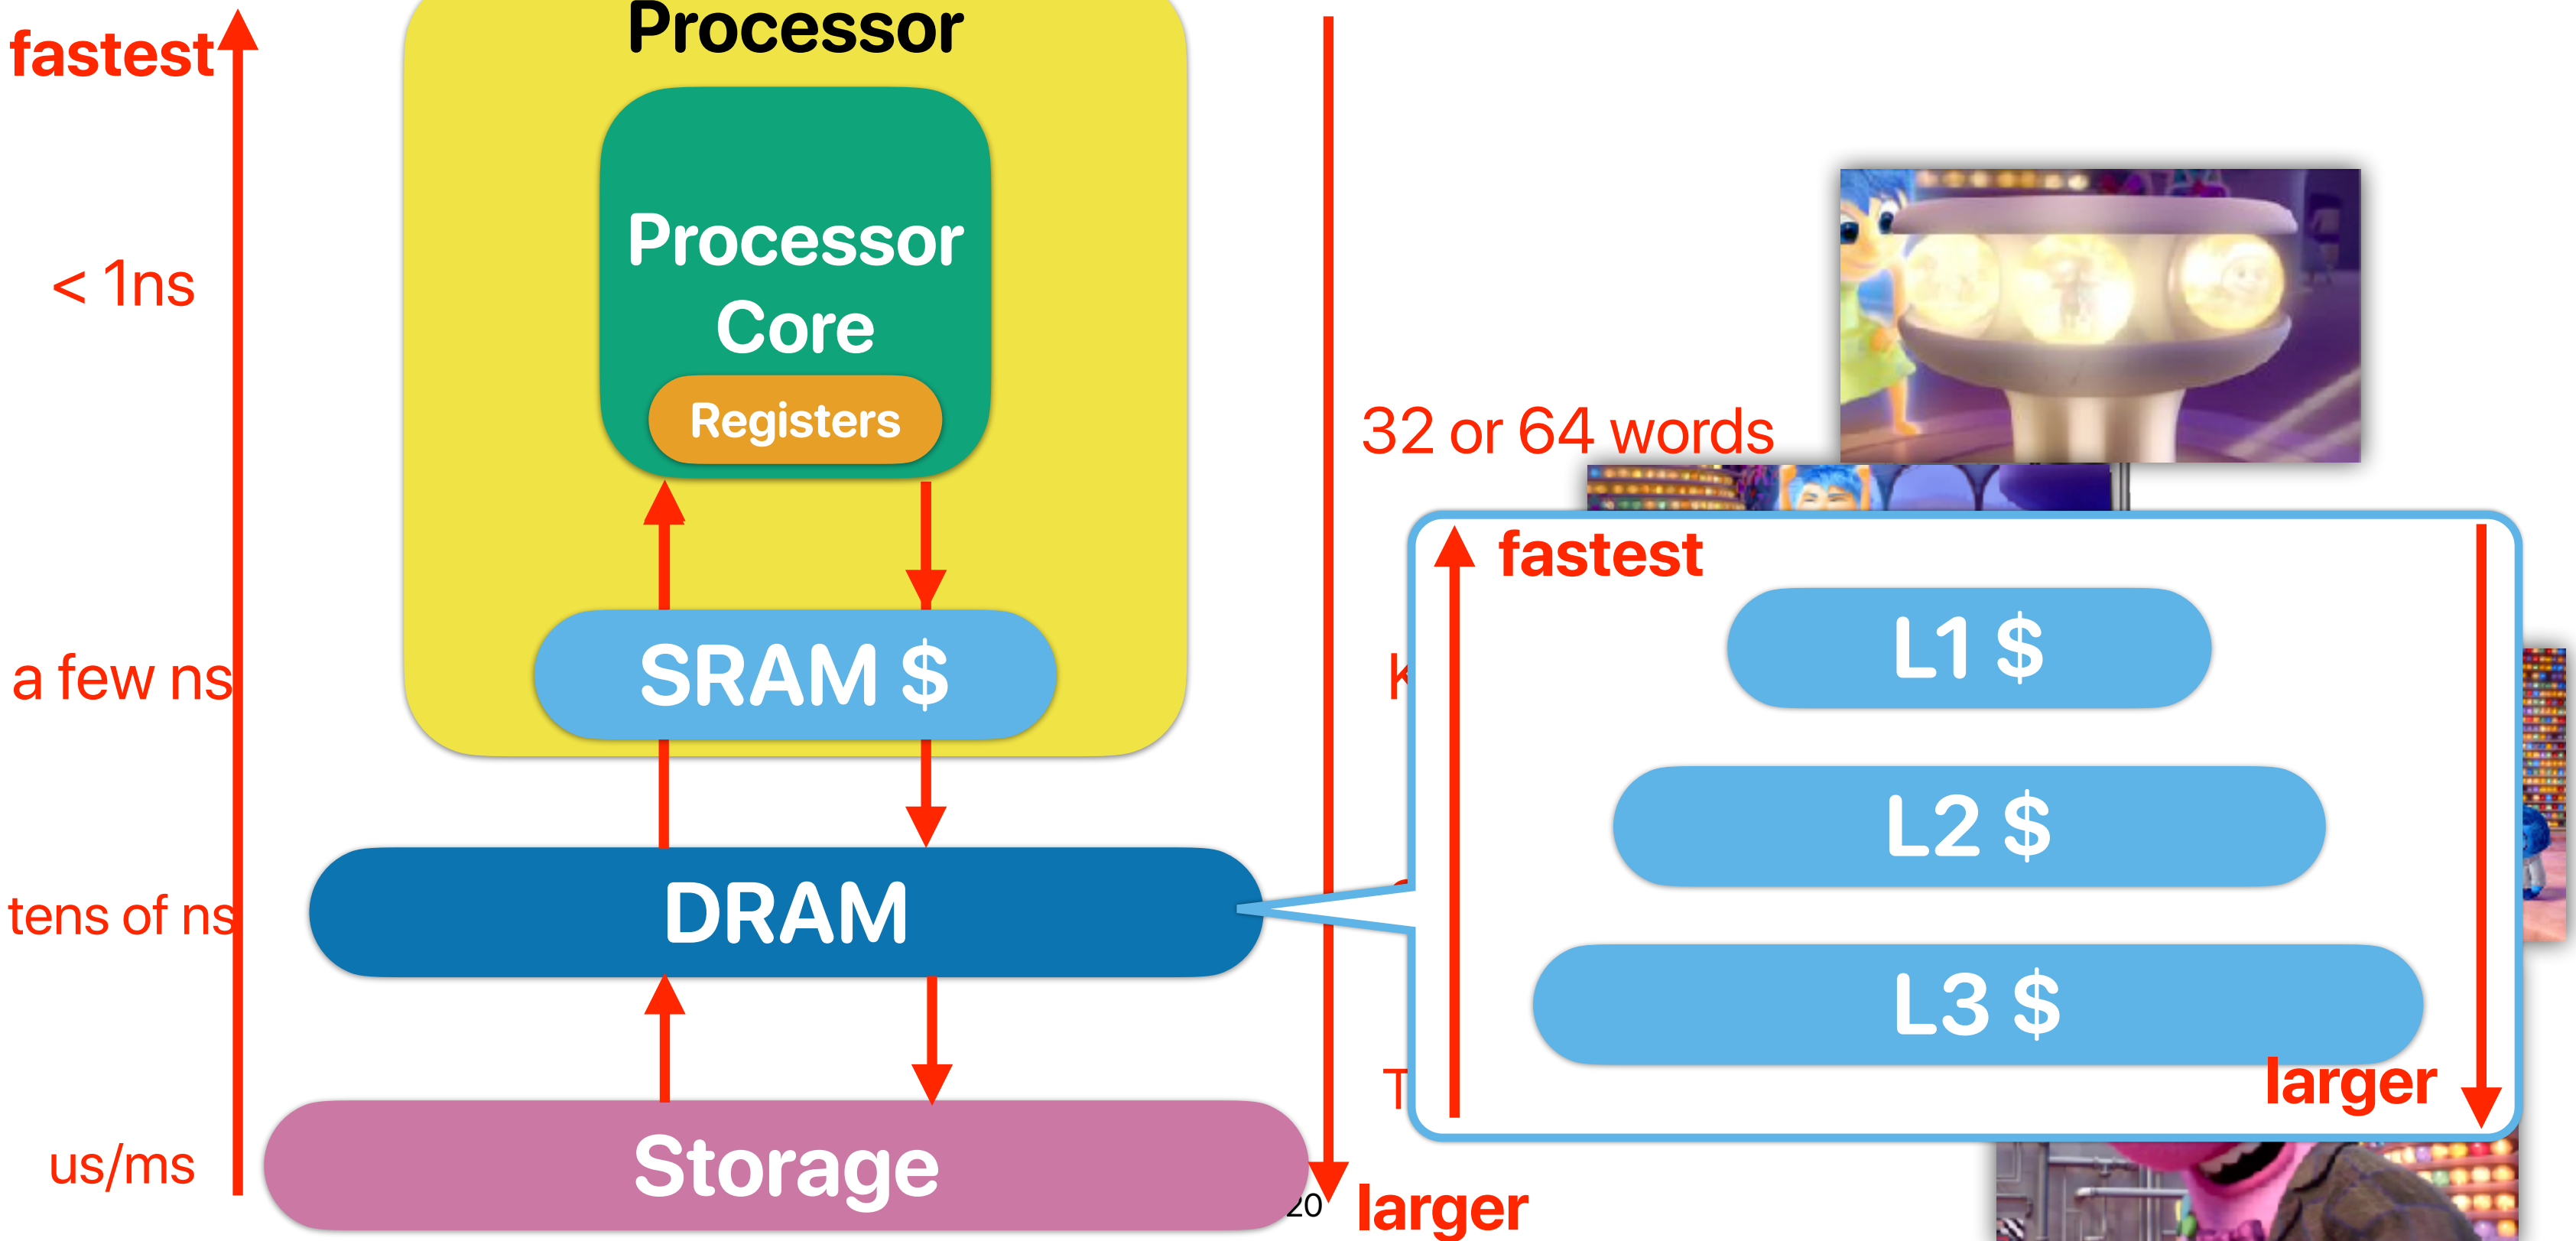 Processor
fastest
< 1ns
Processor
Core
Registers
32 or 64 words
a few ns
SRAM $
tens of ns
DRAM
us/ms
Storage
20
larger
fastest
L1 $
L2 $
L3 $
larger